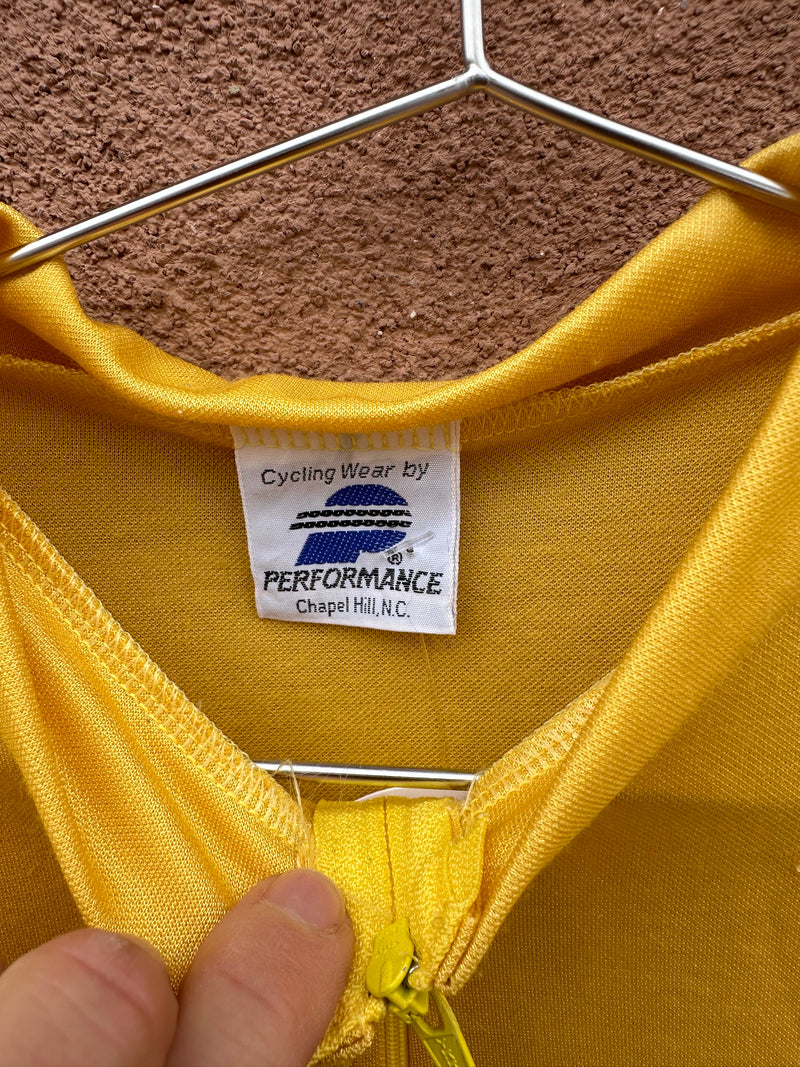 Cycling Wear by
®
PERFORMANCE
Chapel Hill, N.C.